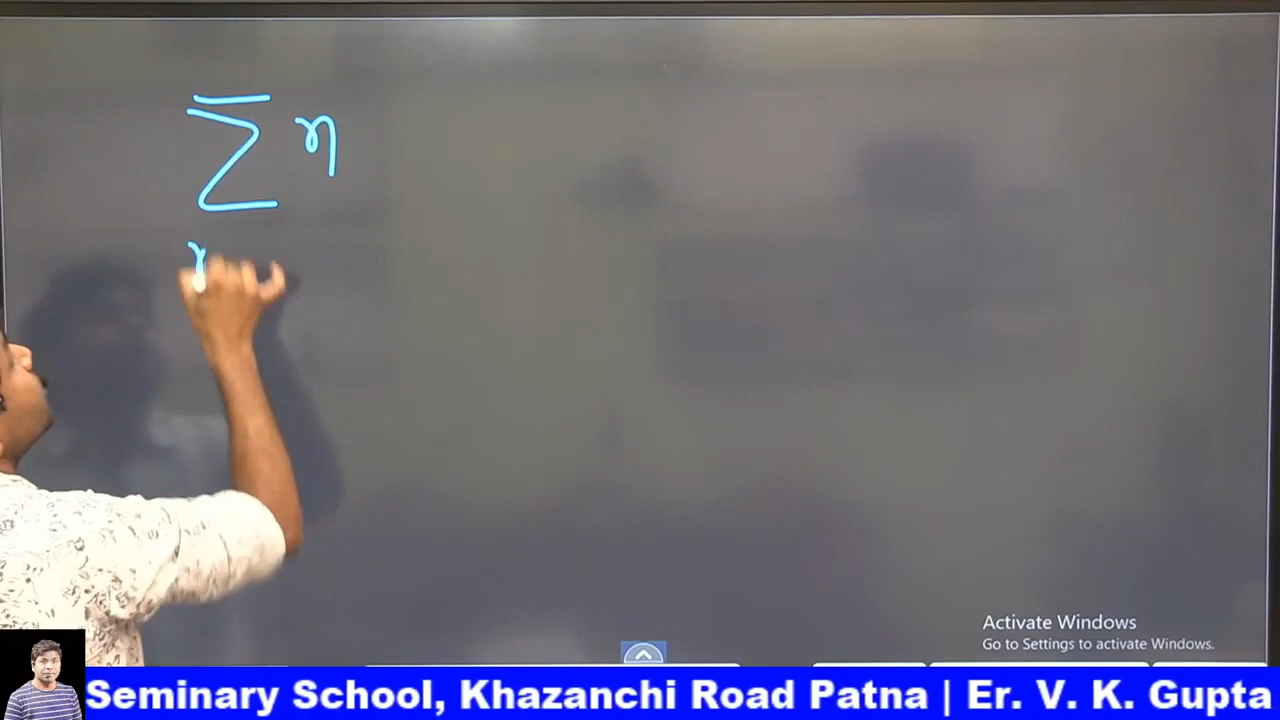 Σ n
Activate Windows
Go to Settings to activate Windows.
Seminary School, Khazanchi Road Patna | Er. V. K. Gupta